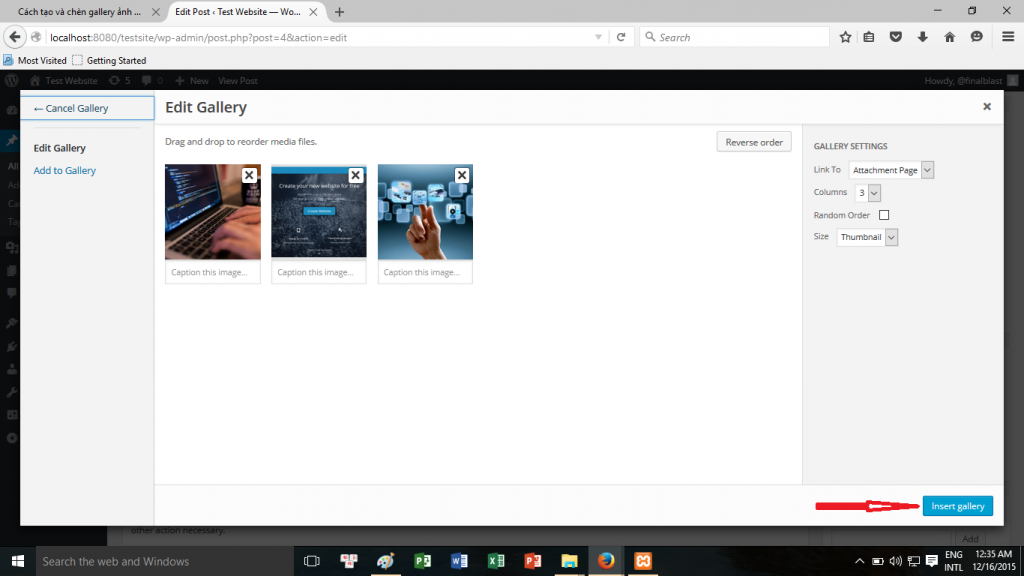 Cách tạo và chèn gallery ảnh ...
Edit Post ‹ Test Website — Wo...
localhost:8080/testsite/wp-admin/post.php?post=4&action=edit
Search
Most Visited
Getting Started
Test Website
5
0
New
View Post
Howdy, @finalblast
← Cancel Gallery
Edit Gallery
Edit Gallery
Add to Gallery
Drag and drop to reorder media files.
Reverse order
Create your new website for free
Caption this image...
Caption this image...
Caption this image...
GALLERY SETTINGS
Link To
Attachment Page
Columns
3
Random Order
Size
Thumbnail
Insert gallery
other action necessary.
Add
Search the web and Windows
ENG
INTL
12:35 AM
12/16/2015